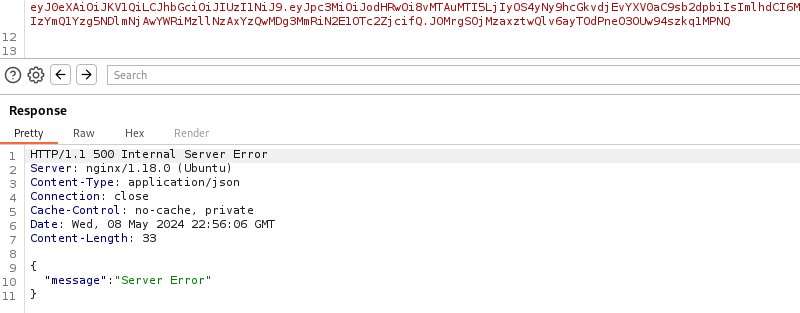 eyJ0eXAiOiJKV1QiLCJhbGciOiJIUzI1NiJ9.eyJpc3MiOiJodHRwOi8vMTAuMTI5LjIyOS4yNy9hcGkvdjEvYXV0aC9sb2dpbiIsImlhdCI6M
IzYmQ1Yzg5NDlmNjAwYWRiMzllNzAxYzQwMDg3MmRiN2E1OTc2ZjcifQ.JOMrgSOjMzaxztwQlv6ayTOdPneO3OUw94szkq1MPNQ
12
13
Search
Response
Pretty Raw Hex Render
1 HTTP/1.1 500 Internal Server Error
2 Server: nginx/1.18.0 (Ubuntu)
3 Content-Type: application/json
4 Connection: close
5 Cache-Control: no-cache, private
6 Date: Wed, 08 May 2024 22:56:06 GMT
7 Content-Length: 33
8
9 {
10 "message":"Server Error"
11 }